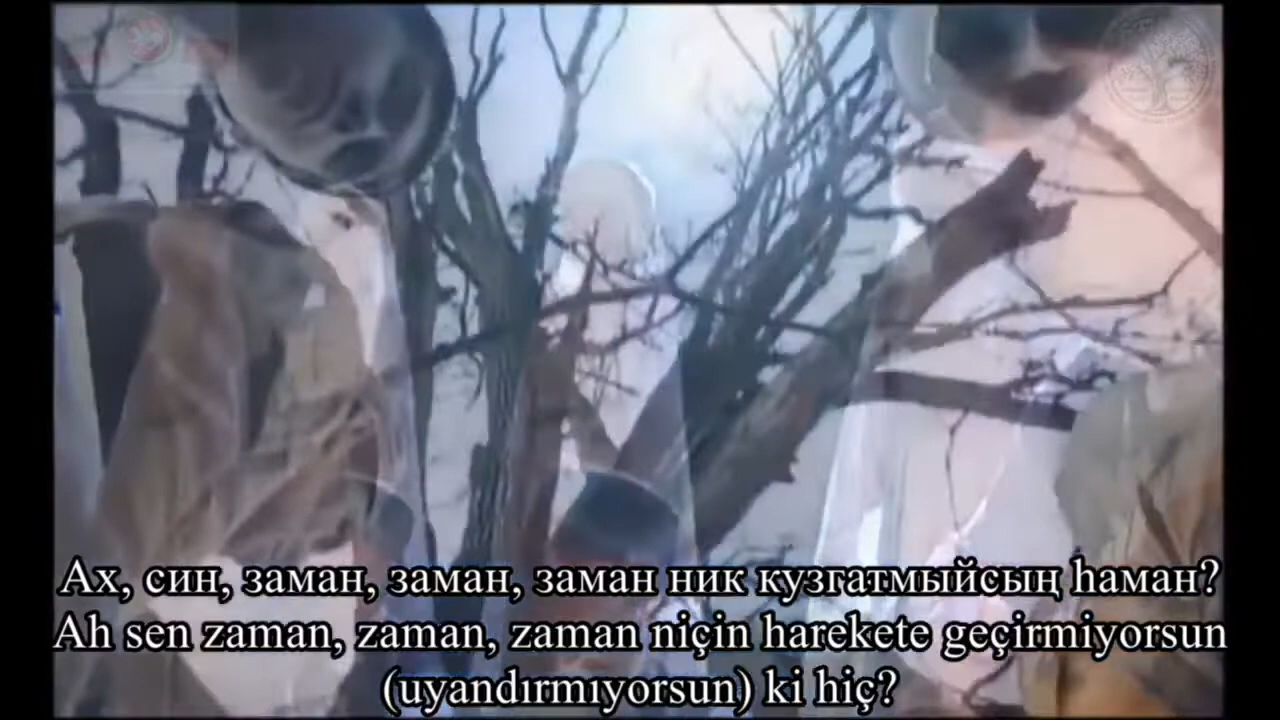 Ах, син, заман, заман, заман ник кузгатмыйсың һаман?
Ah sen zaman, zaman, zaman niçin harekete geçirmiyorsun
(uyandırmıyorsun) ki hiç?